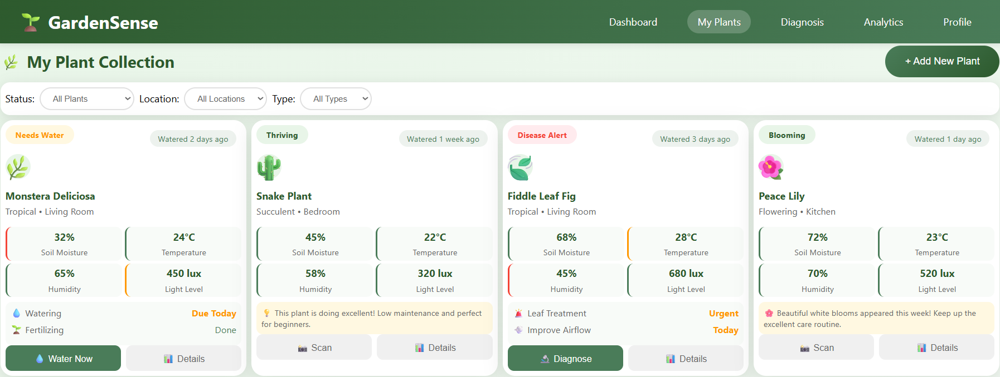 GardenSense
Dashboard
My Plants
Diagnosis
Analytics
Profile
My Plant Collection
+ Add New Plant
Status:
All Plants
Location:
All Locations
Type:
All Types
Needs Water
Watered 2 days ago
Monstera Deliciosa
Tropical • Living Room
32%
Soil Moisture
24°C
Temperature
65%
Humidity
450 lux
Light Level
Watering
Due Today
Fertilizing
Done
Water Now
Details
Thriving
Watered 1 week ago
Snake Plant
Succulent • Bedroom
45%
Soil Moisture
22°C
Temperature
58%
Humidity
320 lux
Light Level
This plant is doing excellent! Low maintenance and perfect
for beginners.
Scan
Details
Disease Alert
Watered 3 days ago
Fiddle Leaf Fig
Tropical • Living Room
68%
Soil Moisture
28°C
Temperature
45%
Humidity
680 lux
Light Level
Leaf Treatment
Urgent
Improve Airflow
Today
Diagnose
Details
Blooming
Watered 1 day ago
Peace Lily
Flowering • Kitchen
72%
Soil Moisture
23°C
Temperature
70%
Humidity
520 lux
Light Level
Beautiful white blooms appeared this week! Keep up the
excellent care routine.
Scan
Details